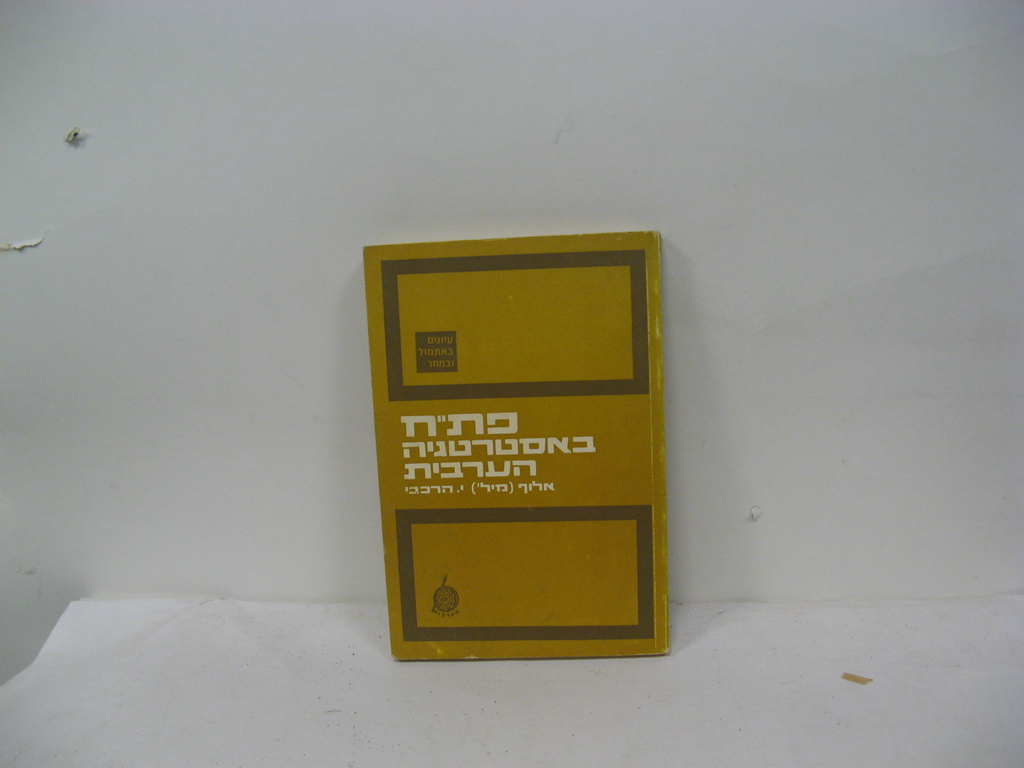 עיונים
באתמול
ובמחר
פת״ח
באסטרטגיה
הערבית
אלוף (מיל׳) י. הרכבי